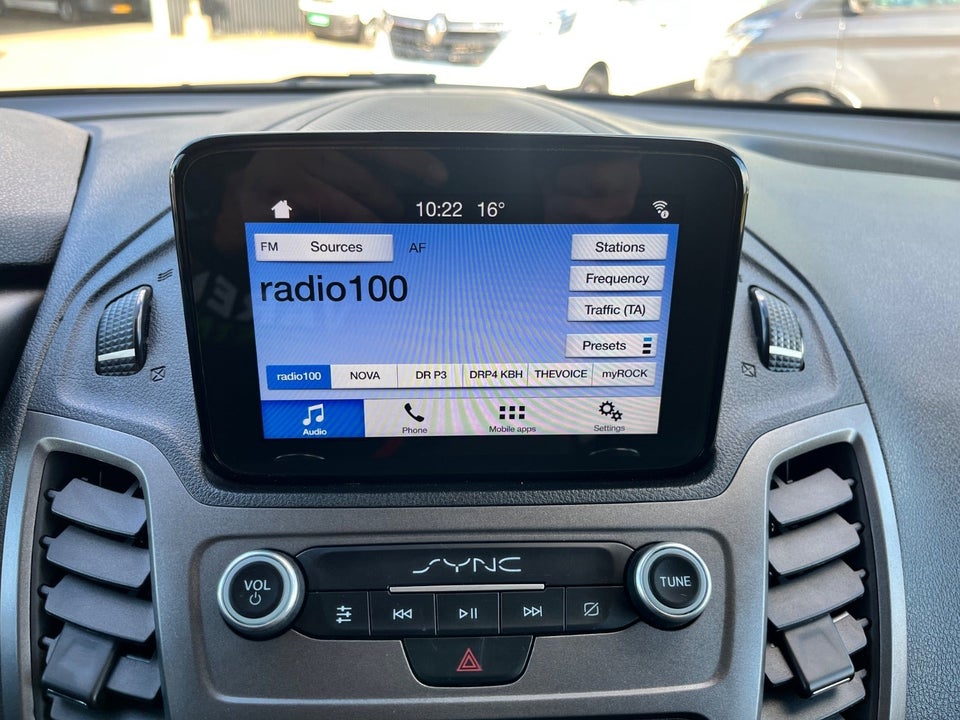 10:22 16°
FM Sources AF
Stations
radio100
Frequency
Traffic (TA)
Presets
radio100 NOVA DR P3 DRP4 KBH THEVOICE myROCK
Audio Phone Mobile apps Settings
SYNC
VOL
TUNE